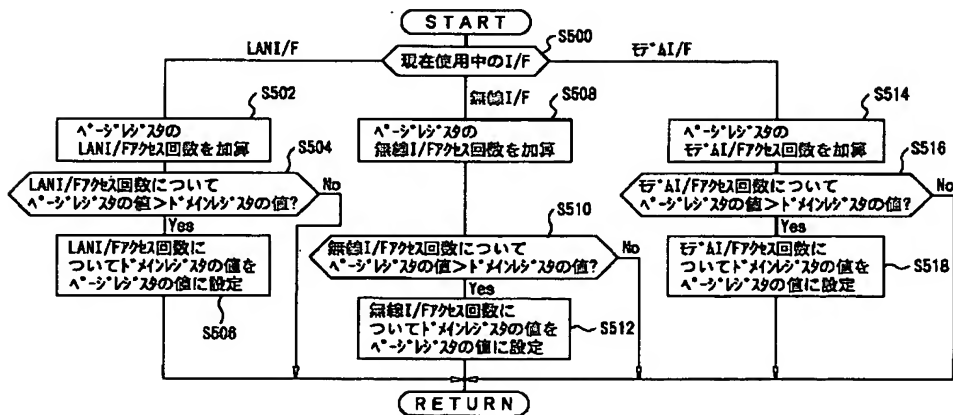 START
S500
LANI/F
現在使用中のI/F
モデムI/F
無線I/F
S502
ページレジスタの
LANI/Fアクセス回数を加算
S508
ページレジスタの
無線I/Fアクセス回数を加算
S514
ページレジスタの
モデムI/Fアクセス回数を加算
S504
LANI/Fアクセス回数について
ページレジスタの値>ドメインレジスタの値?
No
Yes
S516
モデムI/Fアクセス回数について
ページレジスタの値>ドメインレジスタの値?
No
Yes
S510
無線I/Fアクセス回数について
ページレジスタの値>ドメインレジスタの値?
No
Yes
LANI/Fアクセス回数に
ついてドメインレジスタの値を
ページレジスタの値に設定
S506
モデムI/Fアクセス回数に
ついてドメインレジスタの値を
ページレジスタの値に設定
S518
無線I/Fアクセス回数に
ついてドメインレジスタの値を
ページレジスタの値に設定
S512
RETURN